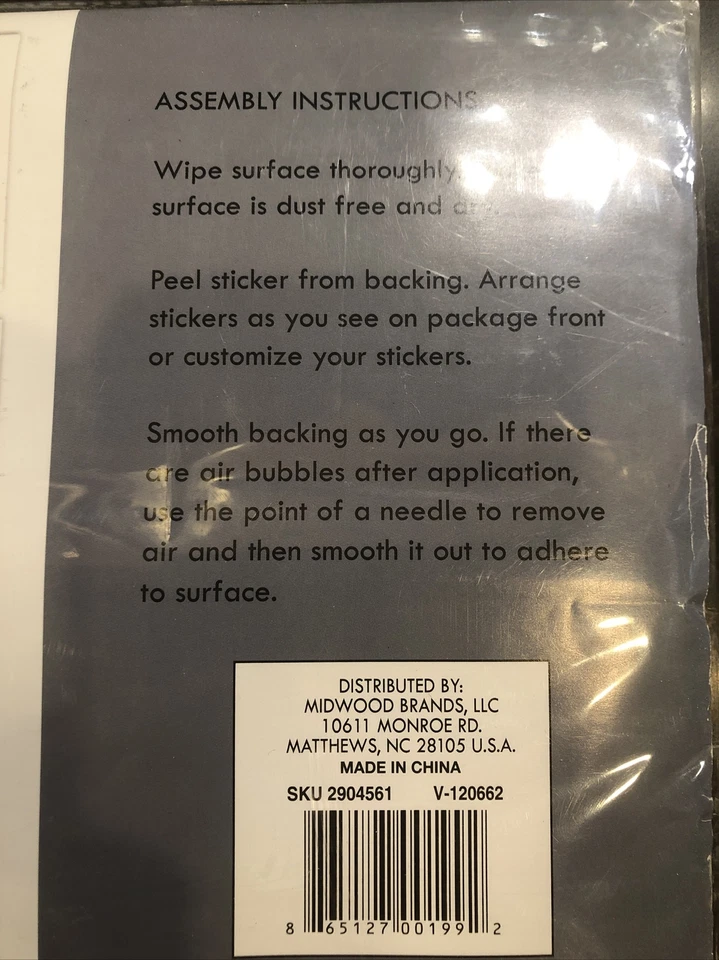 ASSEMBLY INSTRUCTIONS
Wipe surface thoroughly.
surface is dust free and dry.
Peel sticker from backing. Arrange
stickers as you see on package front
or customize your stickers.
Smooth backing as you go. If there
are air bubbles after application,
use the point of a needle to remove
air and then smooth it out to adhere
to surface.
DISTRIBUTED BY:
MIDWOOD BRANDS, LLC
10611 MONROE RD.
MATTHEWS, NC 28105 U.S.A.
MADE IN CHINA
SKU 2904561 V-120662
8 65127 00199 2